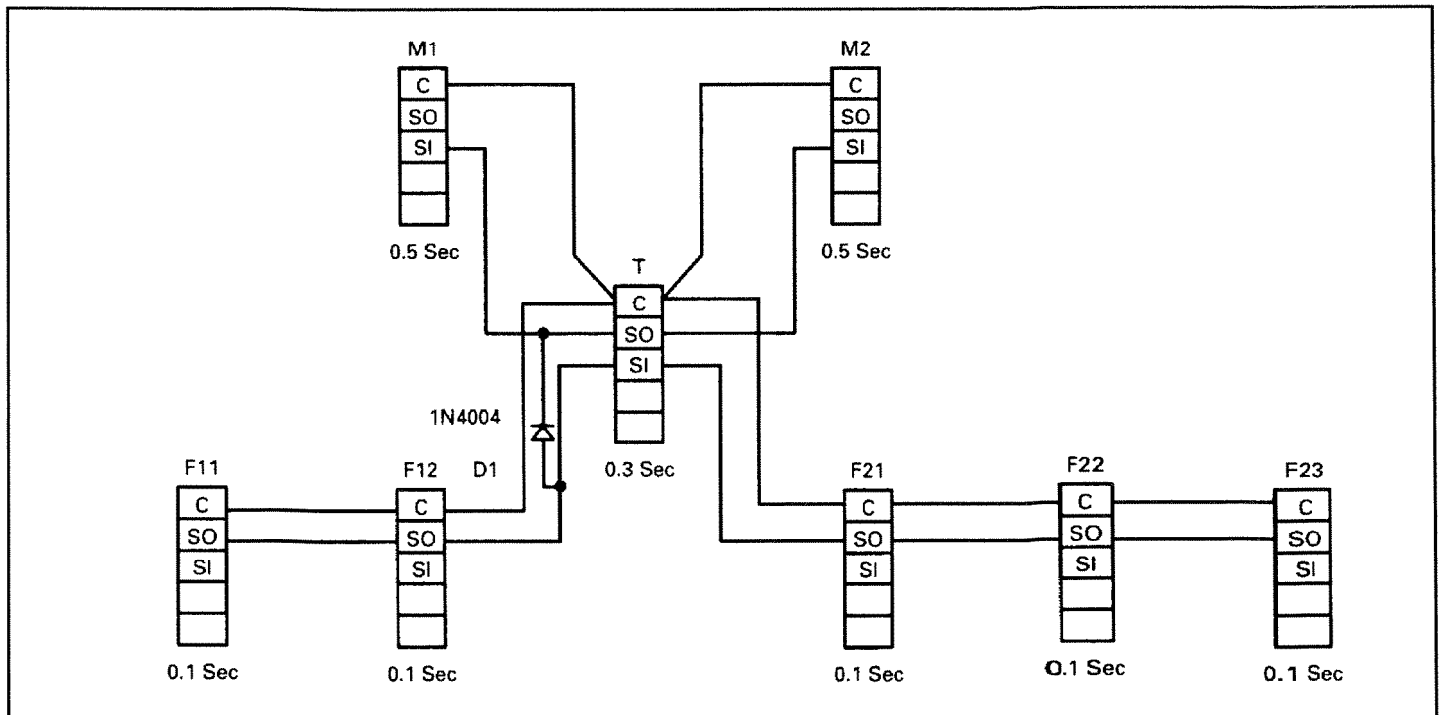 M1
C
SO
SI
0.5 Sec
M2
C
SO
SI
0.5 Sec
T
C
SO
SI
0.3 Sec
1N4004
D1
F11
C
SO
SI
0.1 Sec
F12
C
SO
SI
0.1 Sec
F21
C
SO
SI
0.1 Sec
F22
C
SO
SI
0.1 Sec
F23
C
SO
SI
0.1 Sec